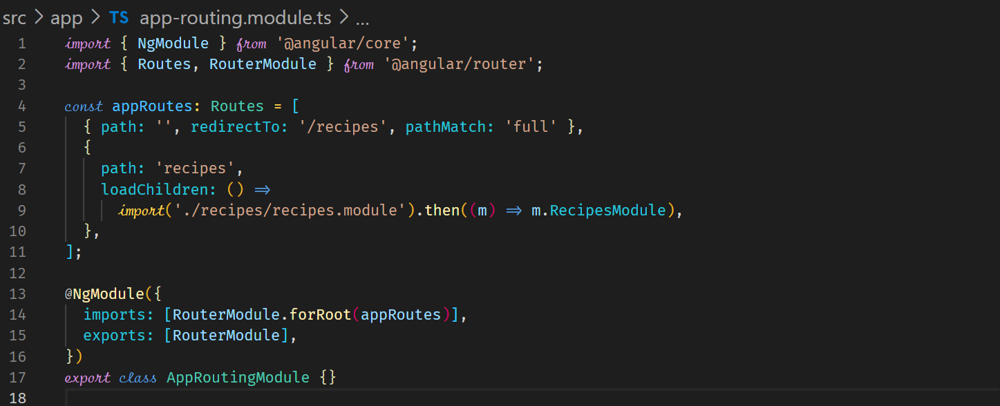 src > app > TS app-routing.module.ts > ...
1 import { NgModule } from '@angular/core';
2 import { Routes, RouterModule } from '@angular/router';
3
4 const appRoutes: Routes = [
5   { path: '', redirectTo: '/recipes', pathMatch: 'full' },
6   {
7     path: 'recipes',
8     loadChildren: () =>
9       import('./recipes/recipes.module').then((m) => m.RecipesModule),
10   },
11 ];
12
13 @NgModule({
14   imports: [RouterModule.forRoot(appRoutes)],
15   exports: [RouterModule],
16 })
17 export class AppRoutingModule {}
18